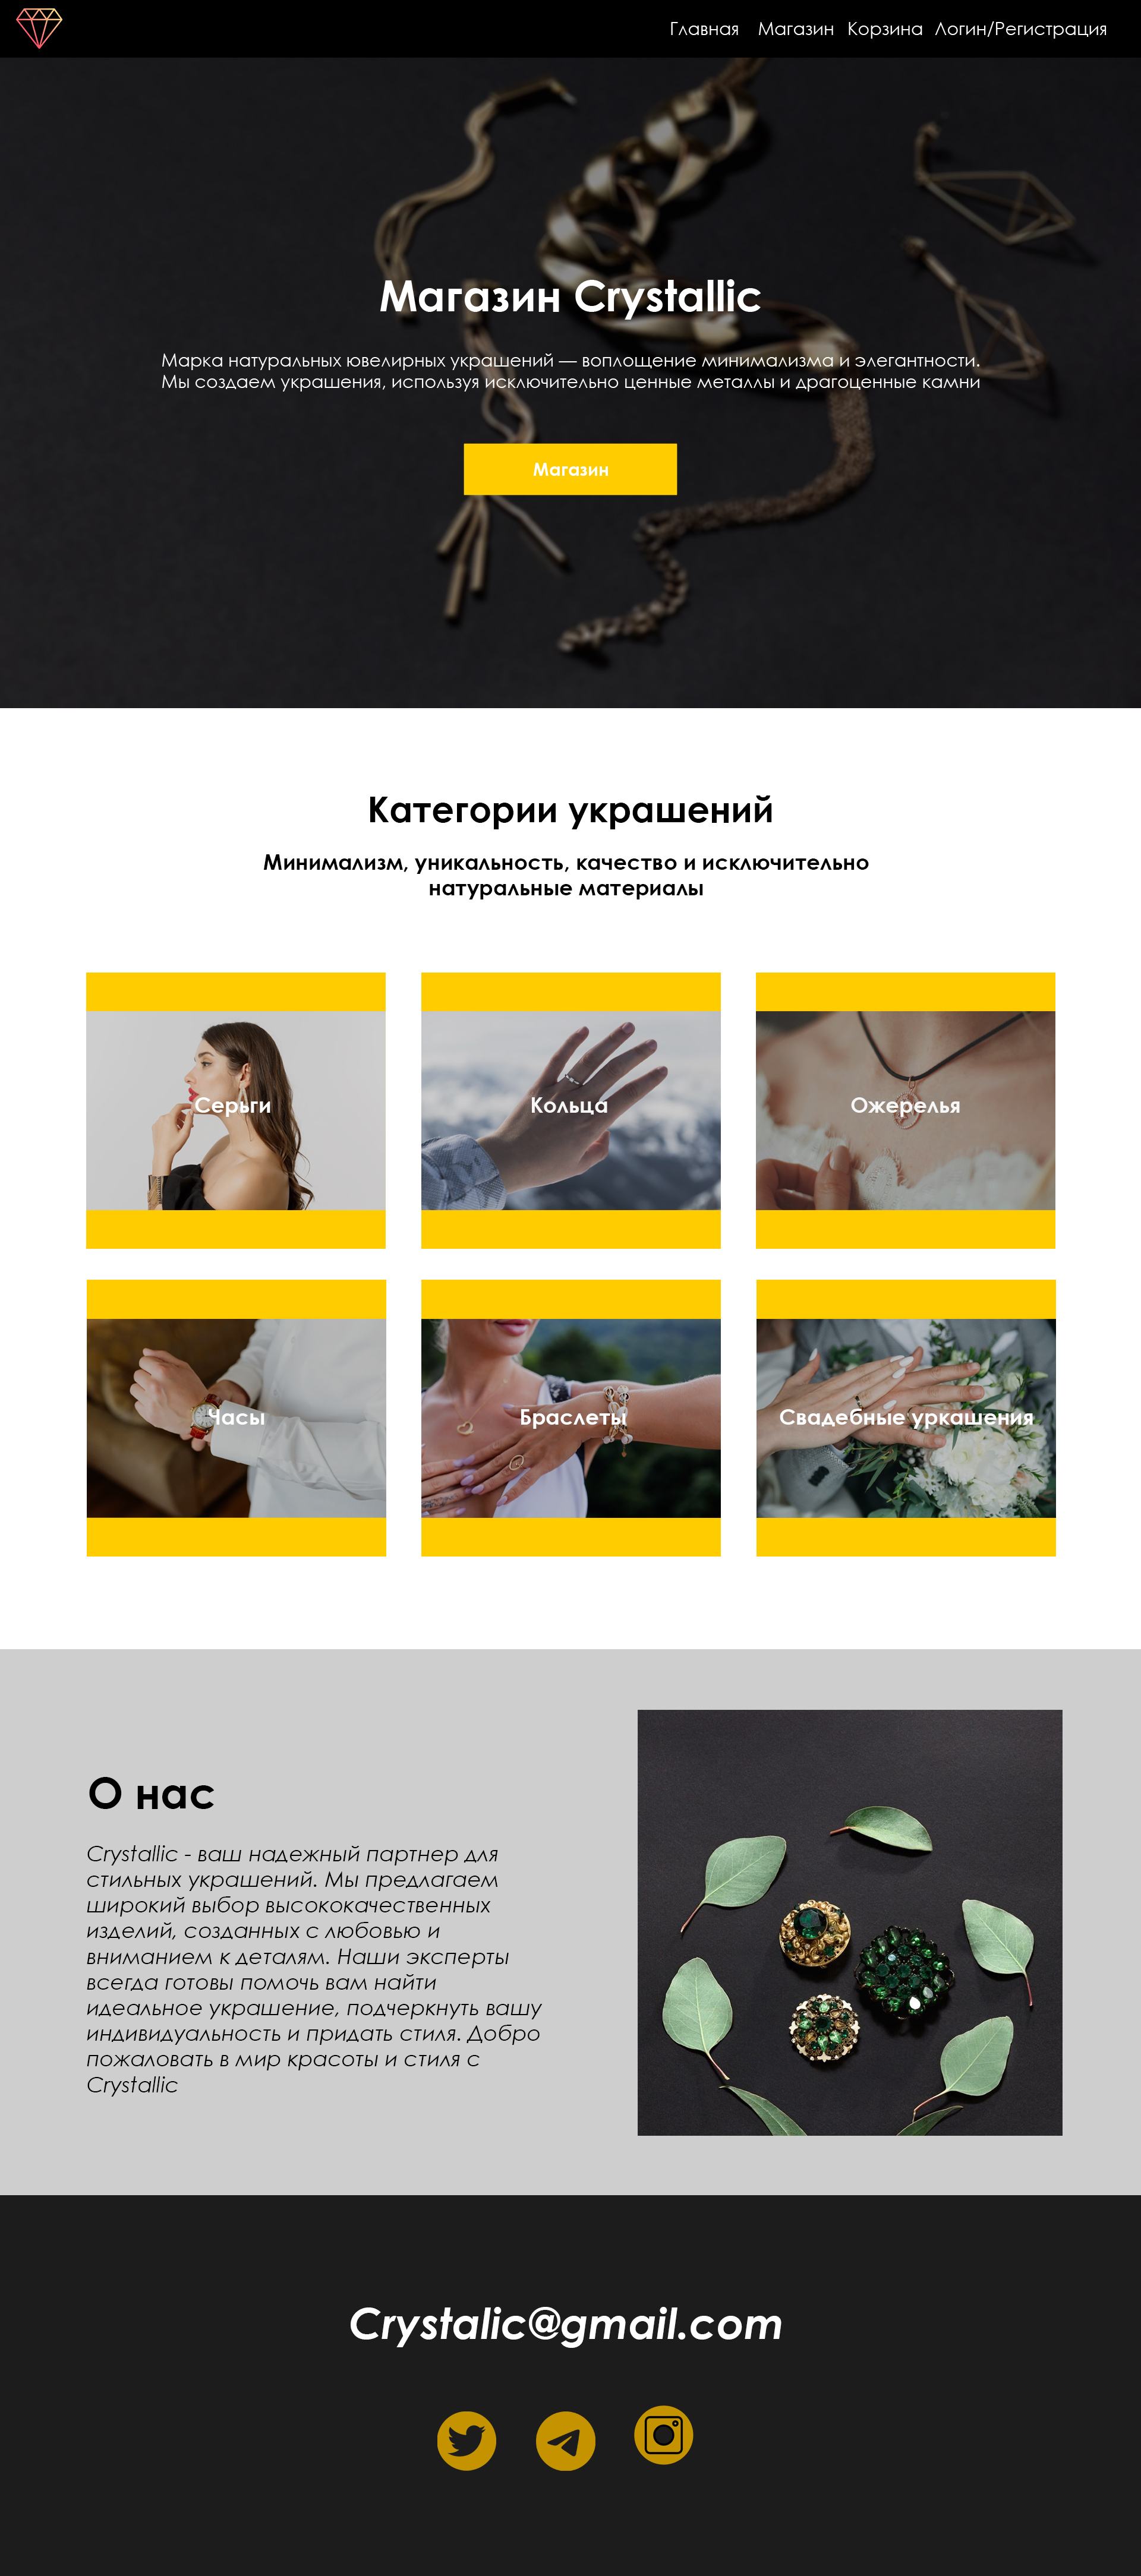 Главная Магазин Корзина Логин/Регистрация
Магазин Crystallic
Марка натуральных ювелирных украшений — воплощение минимализма и элегантности.
Мы создаем украшения, используя исключительно ценные металлы и драгоценные камни
Магазин
Категории украшений
Минимализм, уникальность, качество и исключительно
натуральные материалы
Серьги
Кольца
Ожерелья
Часы
Браслеты
Свадебные уркашения
О нас
Crystallic - ваш надежный партнер для
стильных украшений. Мы предлагаем
широкий выбор высококачественных
изделий, созданных с любовью и
вниманием к деталям. Наши эксперты
всегда готовы помочь вам найти
идеальное украшение, подчеркнуть вашу
индивидуальность и придать стиля. Добро
пожаловать в мир красоты и стиля с
Crystallic
Crystalic@gmail.com